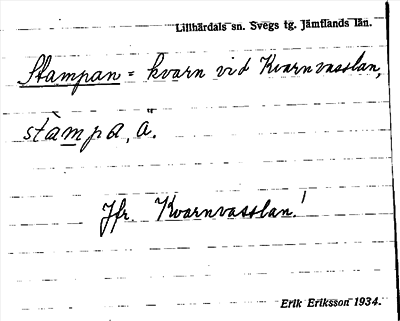 Lillhärdals sn. Svegs tg. Jämtlands län.
Stampan = kvarn vid Kvarnvasslan,
stàmpa, ä.
Jfr. Kvarnvasslan!
Erik Eriksson 1934.